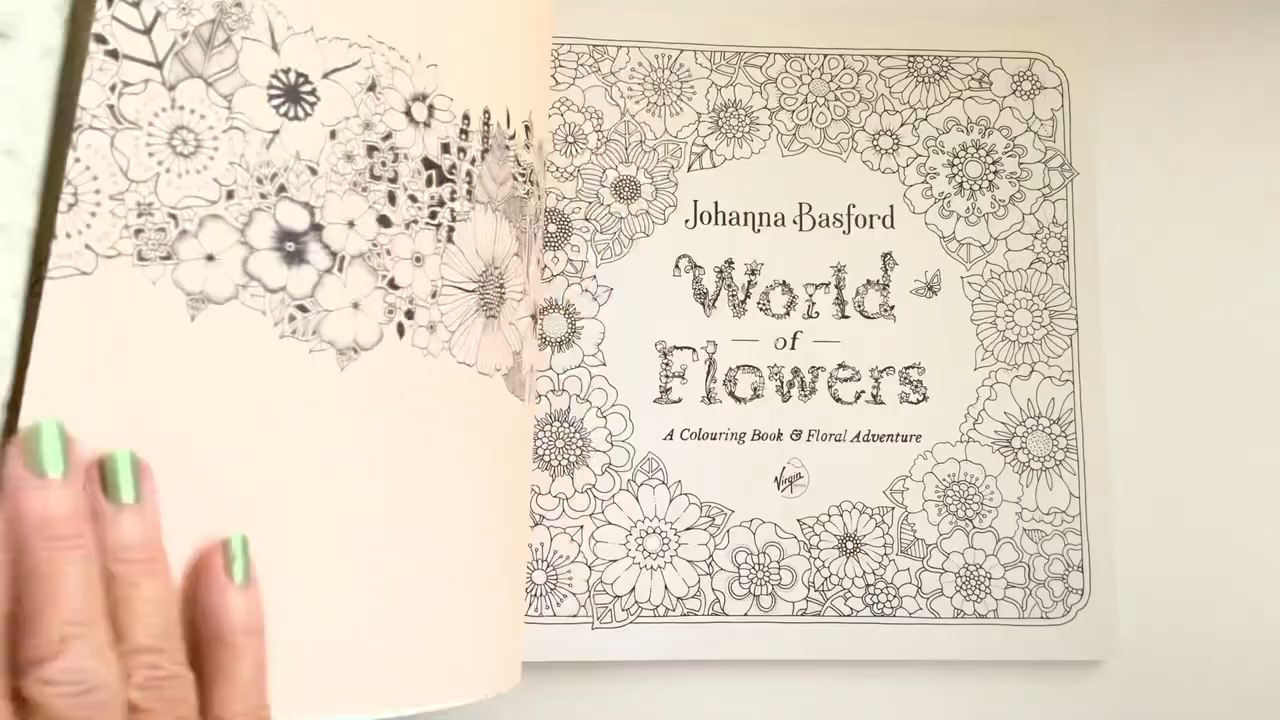 Johanna Basford
World
of
Flowers
A Colouring Book & Floral Adventure
Virgin